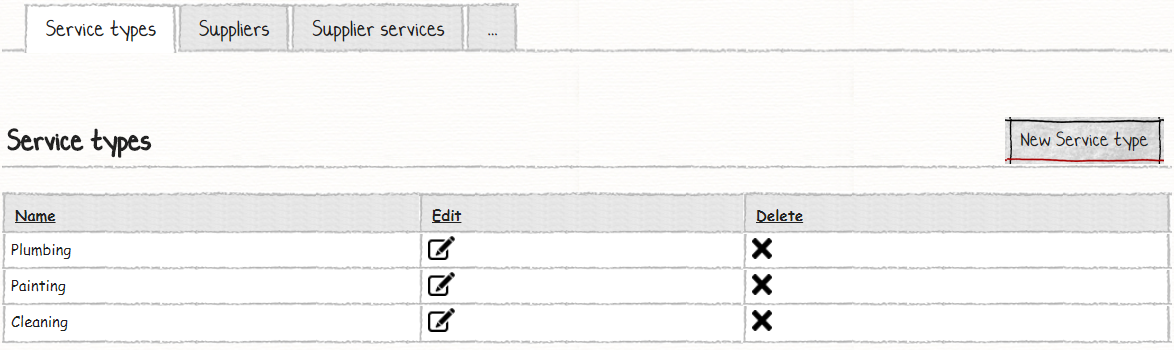 Service types Suppliers Supplier services ...
Service types New Service type
Name Edit Delete
Plumbing
Painting
Cleaning